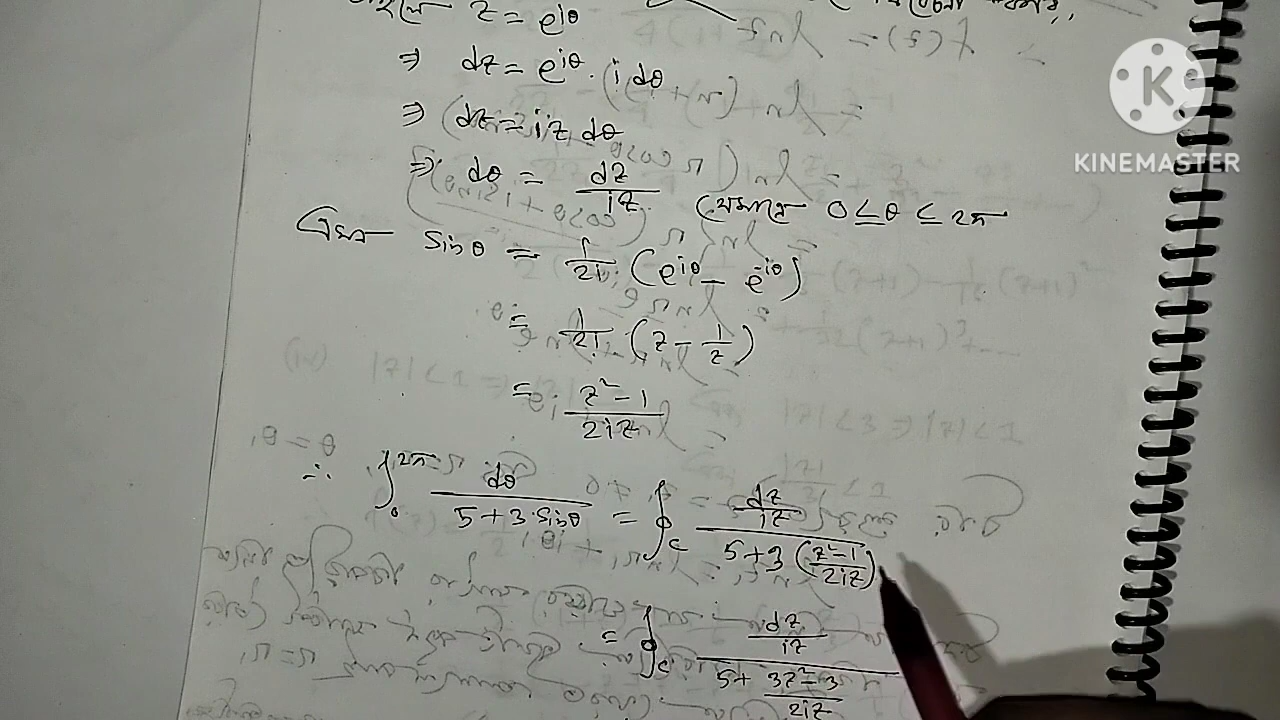 z = e^{iθ}
⇒ dz = e^{iθ} · i dθ
⇒ dz = iz dθ
⇒ dθ = dz/iz (যেখানে 0 ≤ θ ≤ 2π
এখন sinθ = 1/2i (e^{iθ} − e^{-iθ})
= 1/2i (z − 1/z)
= z² − 1 / 2iz
∴ ∫₀^{2π} dθ / 5 + 3·sinθ = ∮_C dz/iz / 5 + 3(z²−1 / 2iz)
= ∮_C dz/iz / 5 + 3z² − 3 / 2iz
KINEMASTER